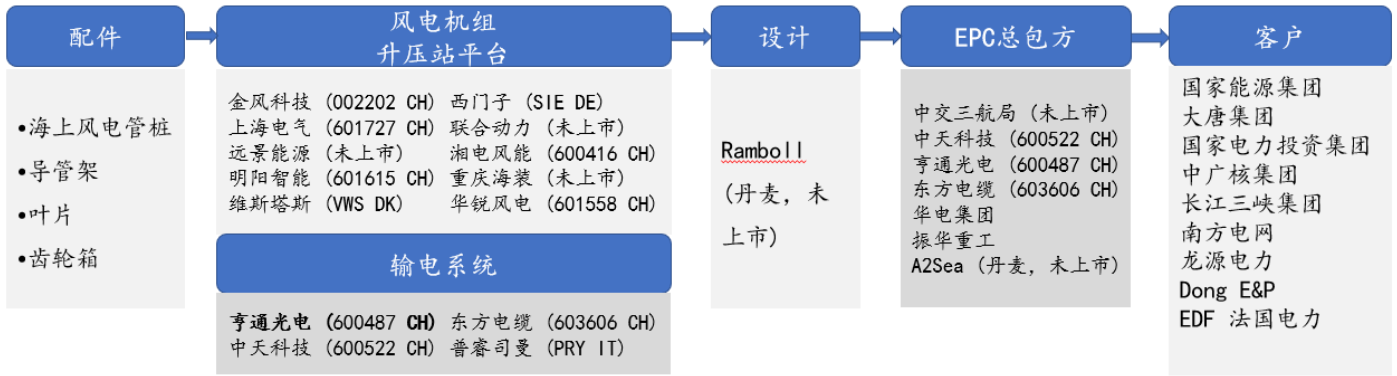 配件
•海上风电管桩
•导管架
•叶片
•齿轮箱
风电机组
升压站平台
金风科技 (002202 CH) 西门子 (SIE DE)
上海电气 (601727 CH) 联合动力 (未上市)
远景能源 (未上市) 湘电风能 (600416 CH)
明阳智能 (601615 CH) 重庆海装 (未上市)
维斯塔斯 (VWS DK) 华锐风电 (601558 CH)
输电系统
亨通光电 (600487 CH) 东方电缆 (603606 CH)
中天科技 (600522 CH) 普睿司曼 (PRY IT)
设计
Ramboll
(丹麦, 未
上市)
EPC总包方
中交三航局 (未上市)
中天科技 (600522 CH)
亨通光电 (600487 CH)
东方电缆 (603606 CH)
华电集团
振华重工
A2Sea (丹麦, 未上市)
客户
国家能源集团
大唐集团
国家电力投资集团
中广核集团
长江三峡集团
南方电网
龙源电力
Dong E&P
EDF 法国电力